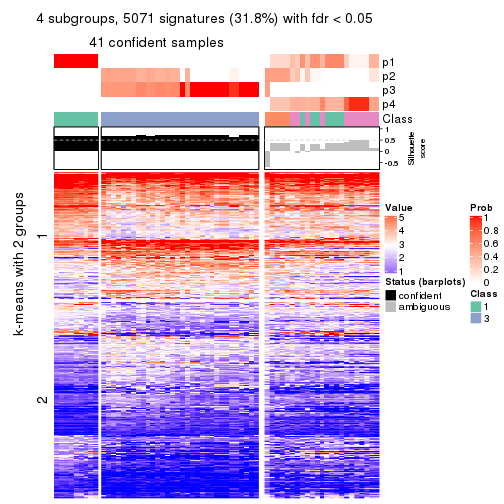 4 subgroups, 5071 signatures (31.8%) with fdr < 0.05
41 confident samples
p1
p2
p3
p4
Class
1
0.5
0
-0.5
Silhouette
score
k-means with 2 groups
1
2
Value
5
4
3
2
1
Status (barplots)
confident
ambiguous
Prob
1
0.8
0.6
0.4
0.2
0
Class
1
3